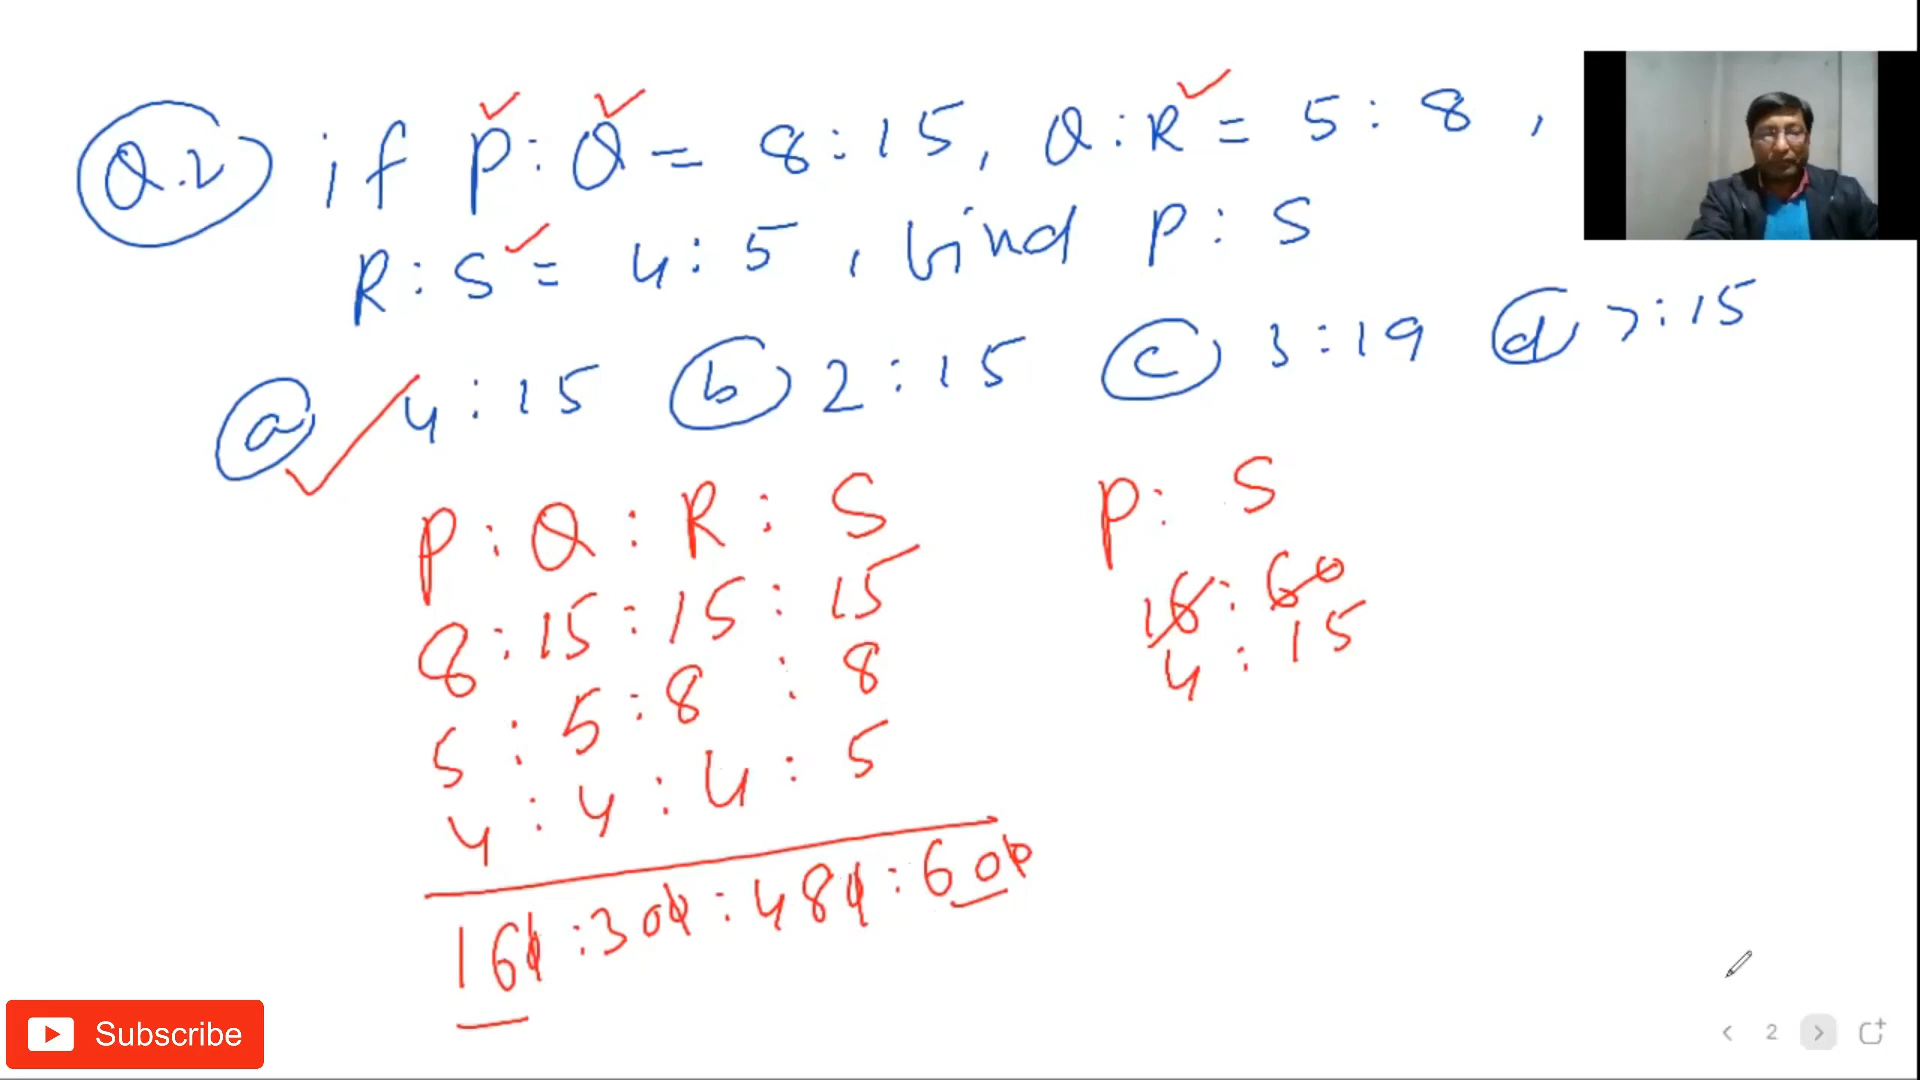 Q.2 if P : Q = 8 : 15, Q : R = 5 : 8 ,
R : S = 4 : 5 , find P : S
a 4 : 15 b 2 : 15 c 3 : 19 d 7 : 15
P : Q : R : S
8 : 15 : 15 : 15
5 : 5 : 8 : 8
4 : 4 : 4 : 5
160 : 300 : 480 : 600
P : S
16 : 60
4 : 15
Subscribe
2